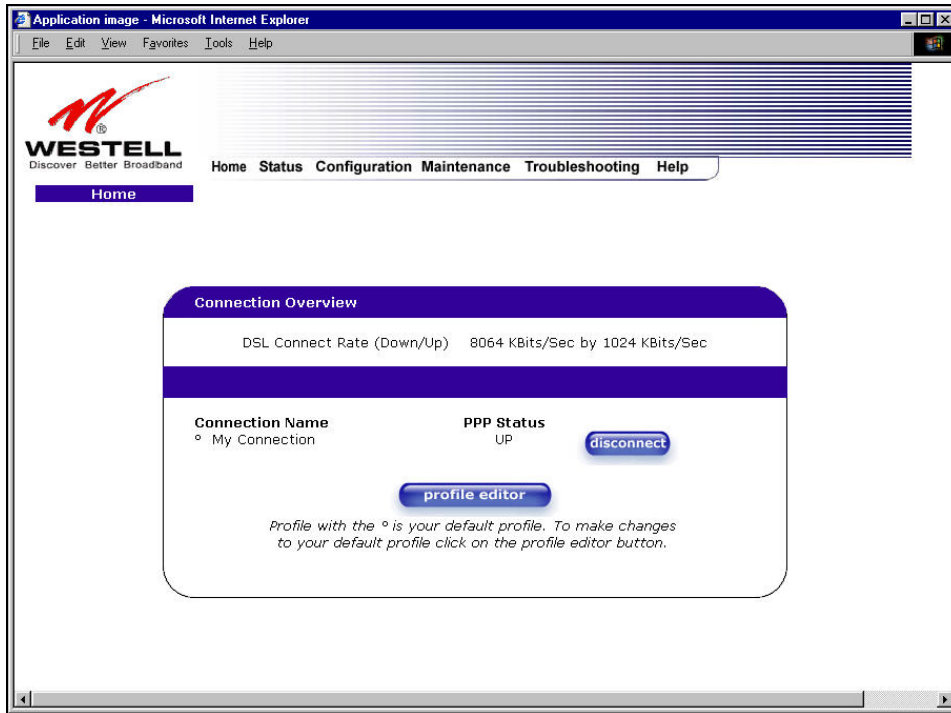 Application image - Microsoft Internet Explorer
File Edit View Favorites Tools Help
®
WESTELL
Discover Better Broadband
Home Status Configuration Maintenance Troubleshooting Help
Home
Connection Overview
DSL Connect Rate (Down/Up) 8064 KBits/Sec by 1024 KBits/Sec
Connection Name PPP Status
° My Connection UP disconnect
profile editor
Profile with the ° is your default profile. To make changes
to your default profile click on the profile editor button.